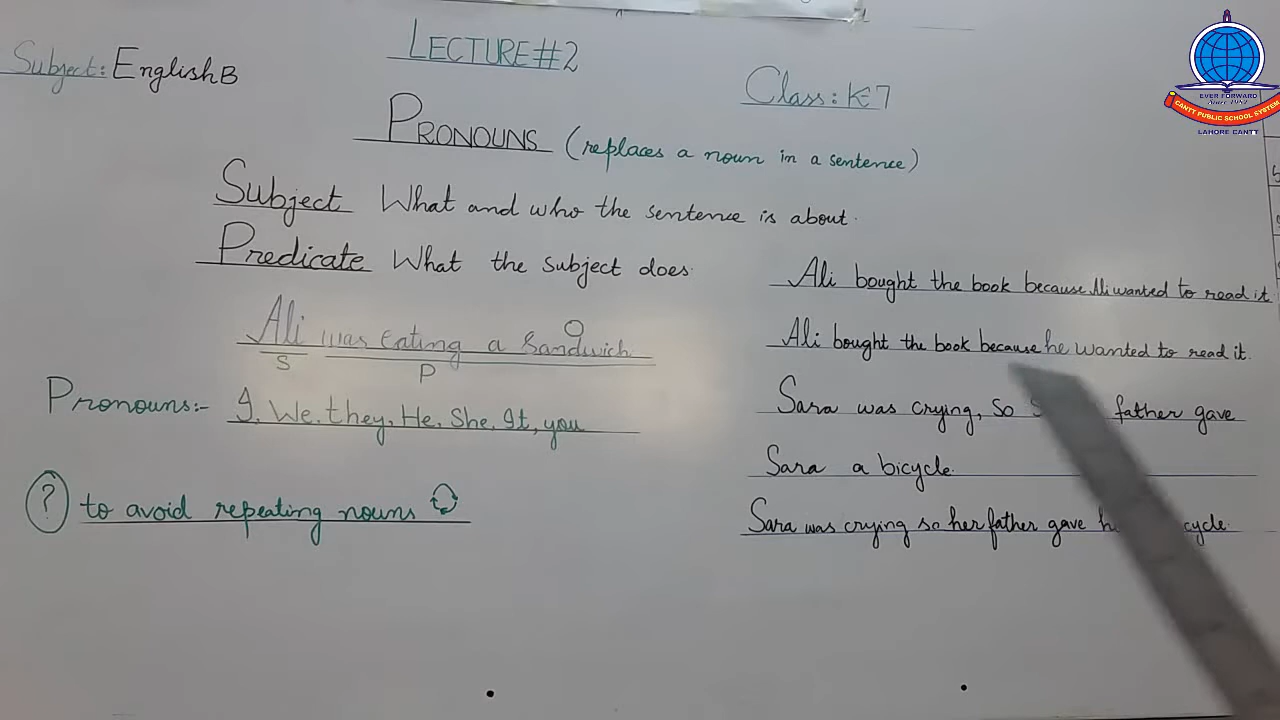 LECTURE#2
Subject: English B
Class: K-7
PRONOUNS (replaces a noun in a sentence)
Subject What and who the sentence is about.
Predicate What the subject does.
Ali was eating a sandwich
S
P
O
Pronouns:- I, We, they, He, She, It, you
? to avoid repeating nouns
Ali bought the book because Ali wanted to read it
Ali bought the book because he wanted to read it.
Sara was crying, so father gave
Sara a bicycle.
Sara was crying so her father gave
EVER FORWARD
Since 1982
CANTT PUBLIC SCHOOL SYSTEM
LAHORE CANTT